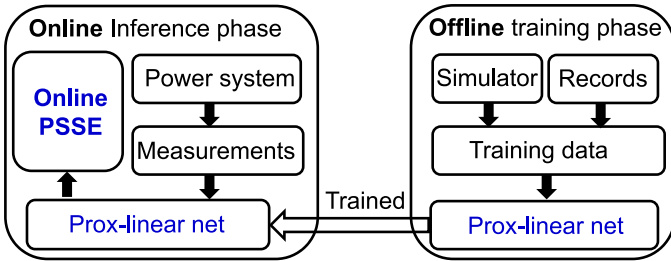 Online Inference phase
Online
PSSE
Power system
Measurements
Prox-linear net
Trained
Offline training phase
Simulator
Records
Training data
Prox-linear net